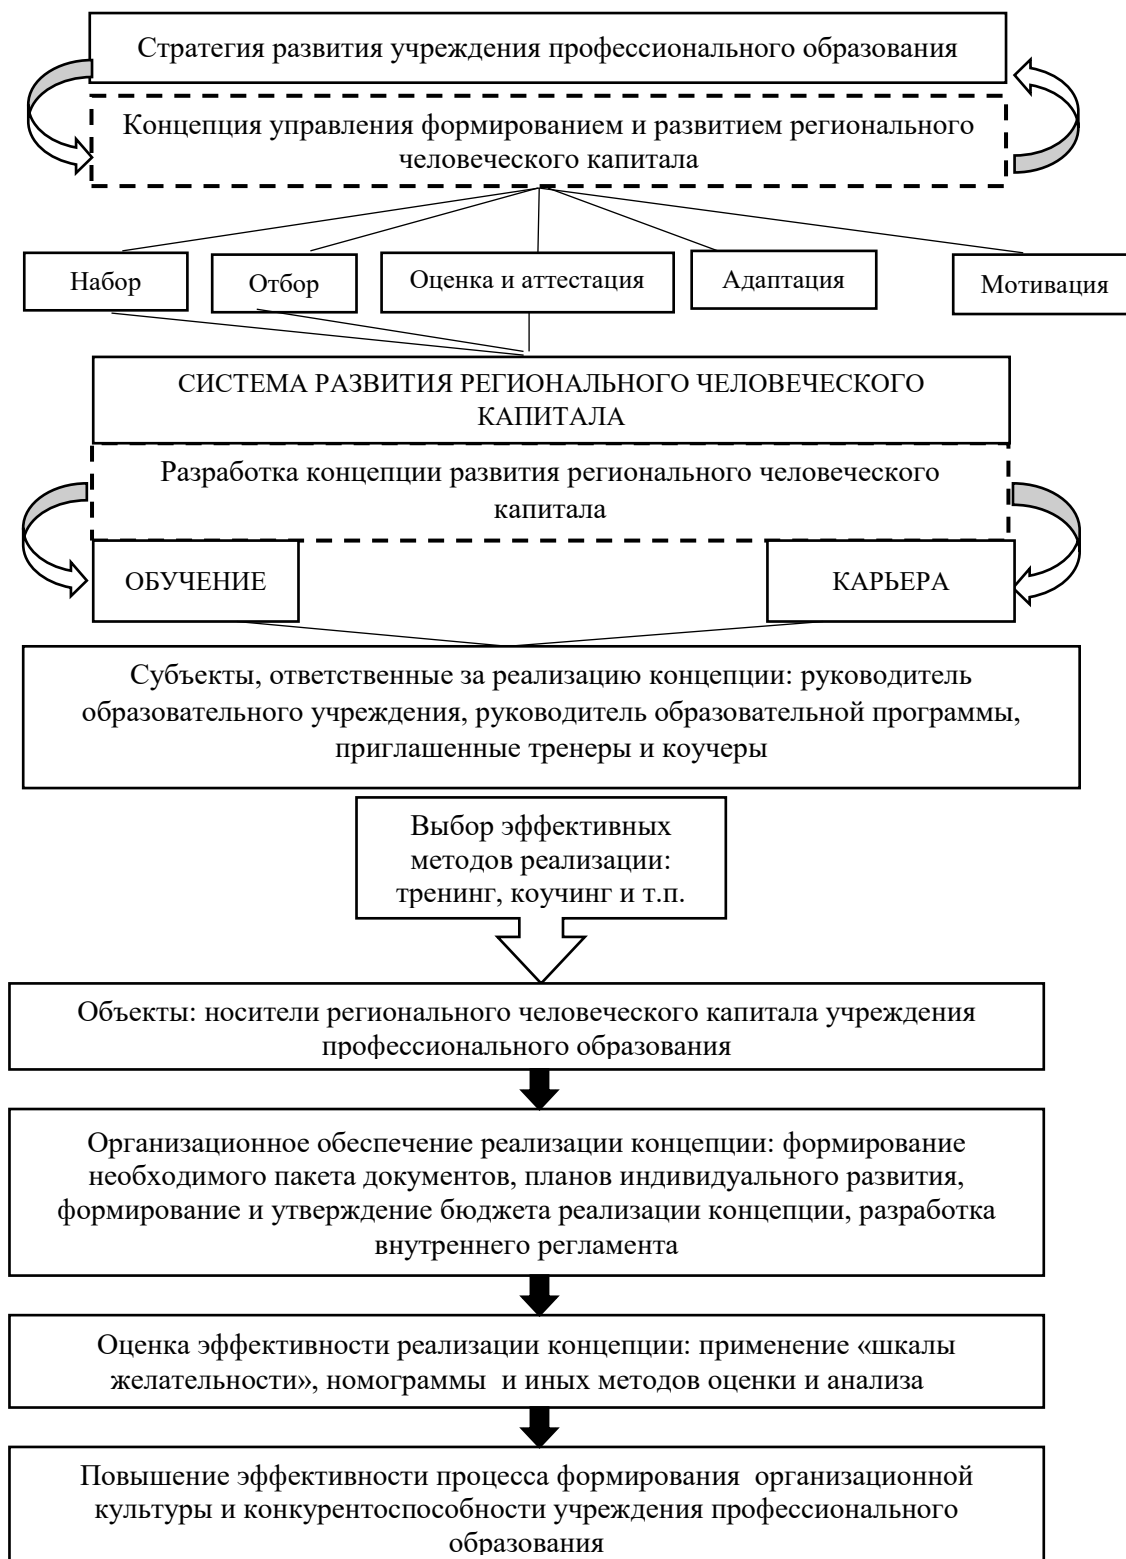 Стратегия развития учреждения профессионального образования
Концепция управления формированием и развитием регионального
человеческого капитала
Набор
Отбор
Оценка и аттестация
Адаптация
Мотивация
СИСТЕМА РАЗВИТИЯ РЕГИОНАЛЬНОГО ЧЕЛОВЕЧЕСКОГО
КАПИТАЛА
Разработка концепции развития регионального человеческого
капитала
ОБУЧЕНИЕ
КАРЬЕРА
Субъекты, ответственные за реализацию концепции: руководитель
образовательного учреждения, руководитель образовательной программы,
приглашенные тренеры и коучеры
Выбор эффективных
методов реализации:
тренинг, коучинг и т.п.
Объекты: носители регионального человеческого капитала учреждения
профессионального образования
Организационное обеспечение реализации концепции: формирование
необходимого пакета документов, планов индивидуального развития,
формирование и утверждение бюджета реализации концепции, разработка
внутреннего регламента
Оценка эффективности реализации концепции: применение «шкалы
желательности», номограммы  и иных методов оценки и анализа
Повышение эффективности процесса формирования  организационной
культуры и конкурентоспособности учреждения профессионального
образования